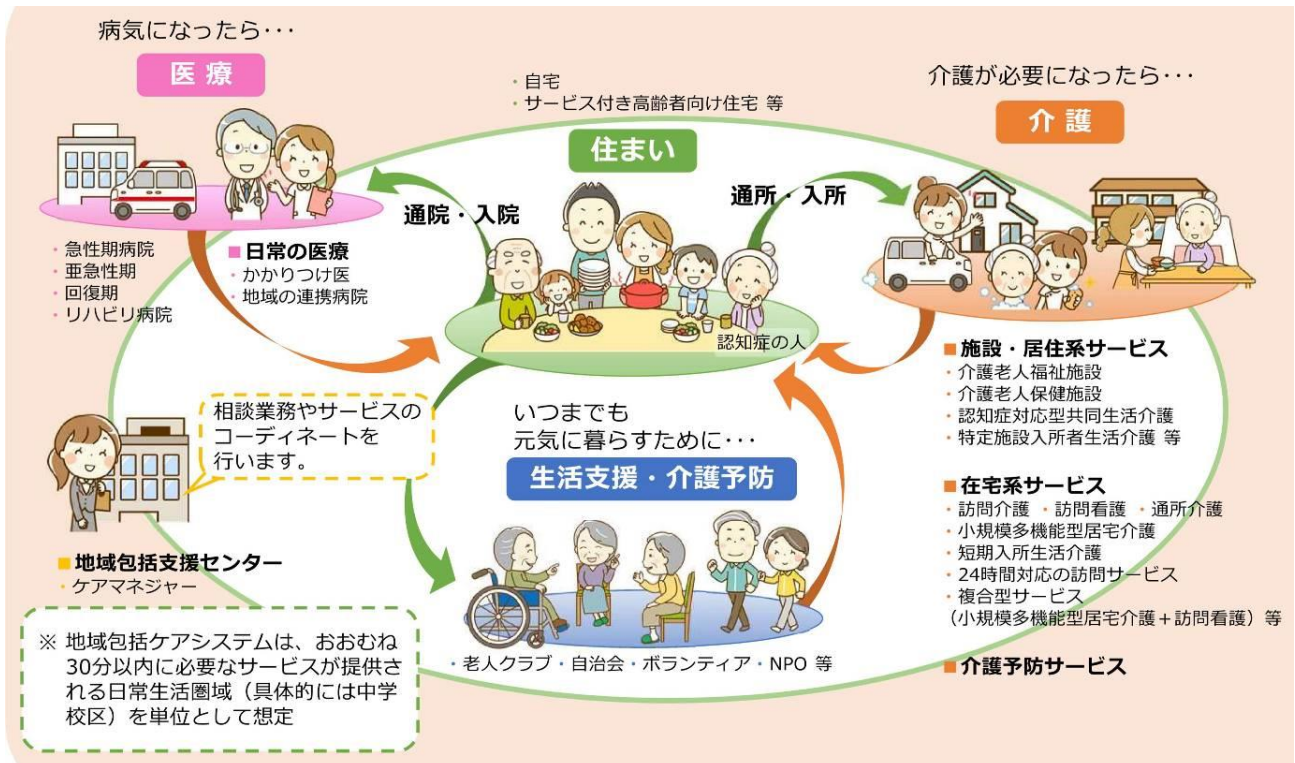 病気になったら・・・
医 療
・急性期病院
・亜急性期
・回復期
・リハビリ病院
■日常の医療
・かかりつけ医
・地域の連携病院
通院・入院
・自宅
・サービス付き高齢者向け住宅 等
住まい
認知症の人
通所・入所
介護が必要になったら・・・
介 護
■施設・居住系サービス
・介護老人福祉施設
・介護老人保健施設
・認知症対応型共同生活介護
・特定施設入所者生活介護 等
■在宅系サービス
・訪問介護 ・訪問看護 ・通所介護
・小規模多機能型居宅介護
・短期入所生活介護
・24時間対応の訪問サービス
・複合型サービス
（小規模多機能型居宅介護＋訪問看護）等
■介護予防サービス
相談業務やサービスの
コーディネートを
行います。
■地域包括支援センター
・ケアマネジャー
いつまでも
元気に暮らすために・・・
生活支援・介護予防
・老人クラブ・自治会・ボランティア・NPO 等
※ 地域包括ケアシステムは、おおむね
30分以内に必要なサービスが提供さ
れる日常生活圏域（具体的には中学
校区）を単位として想定